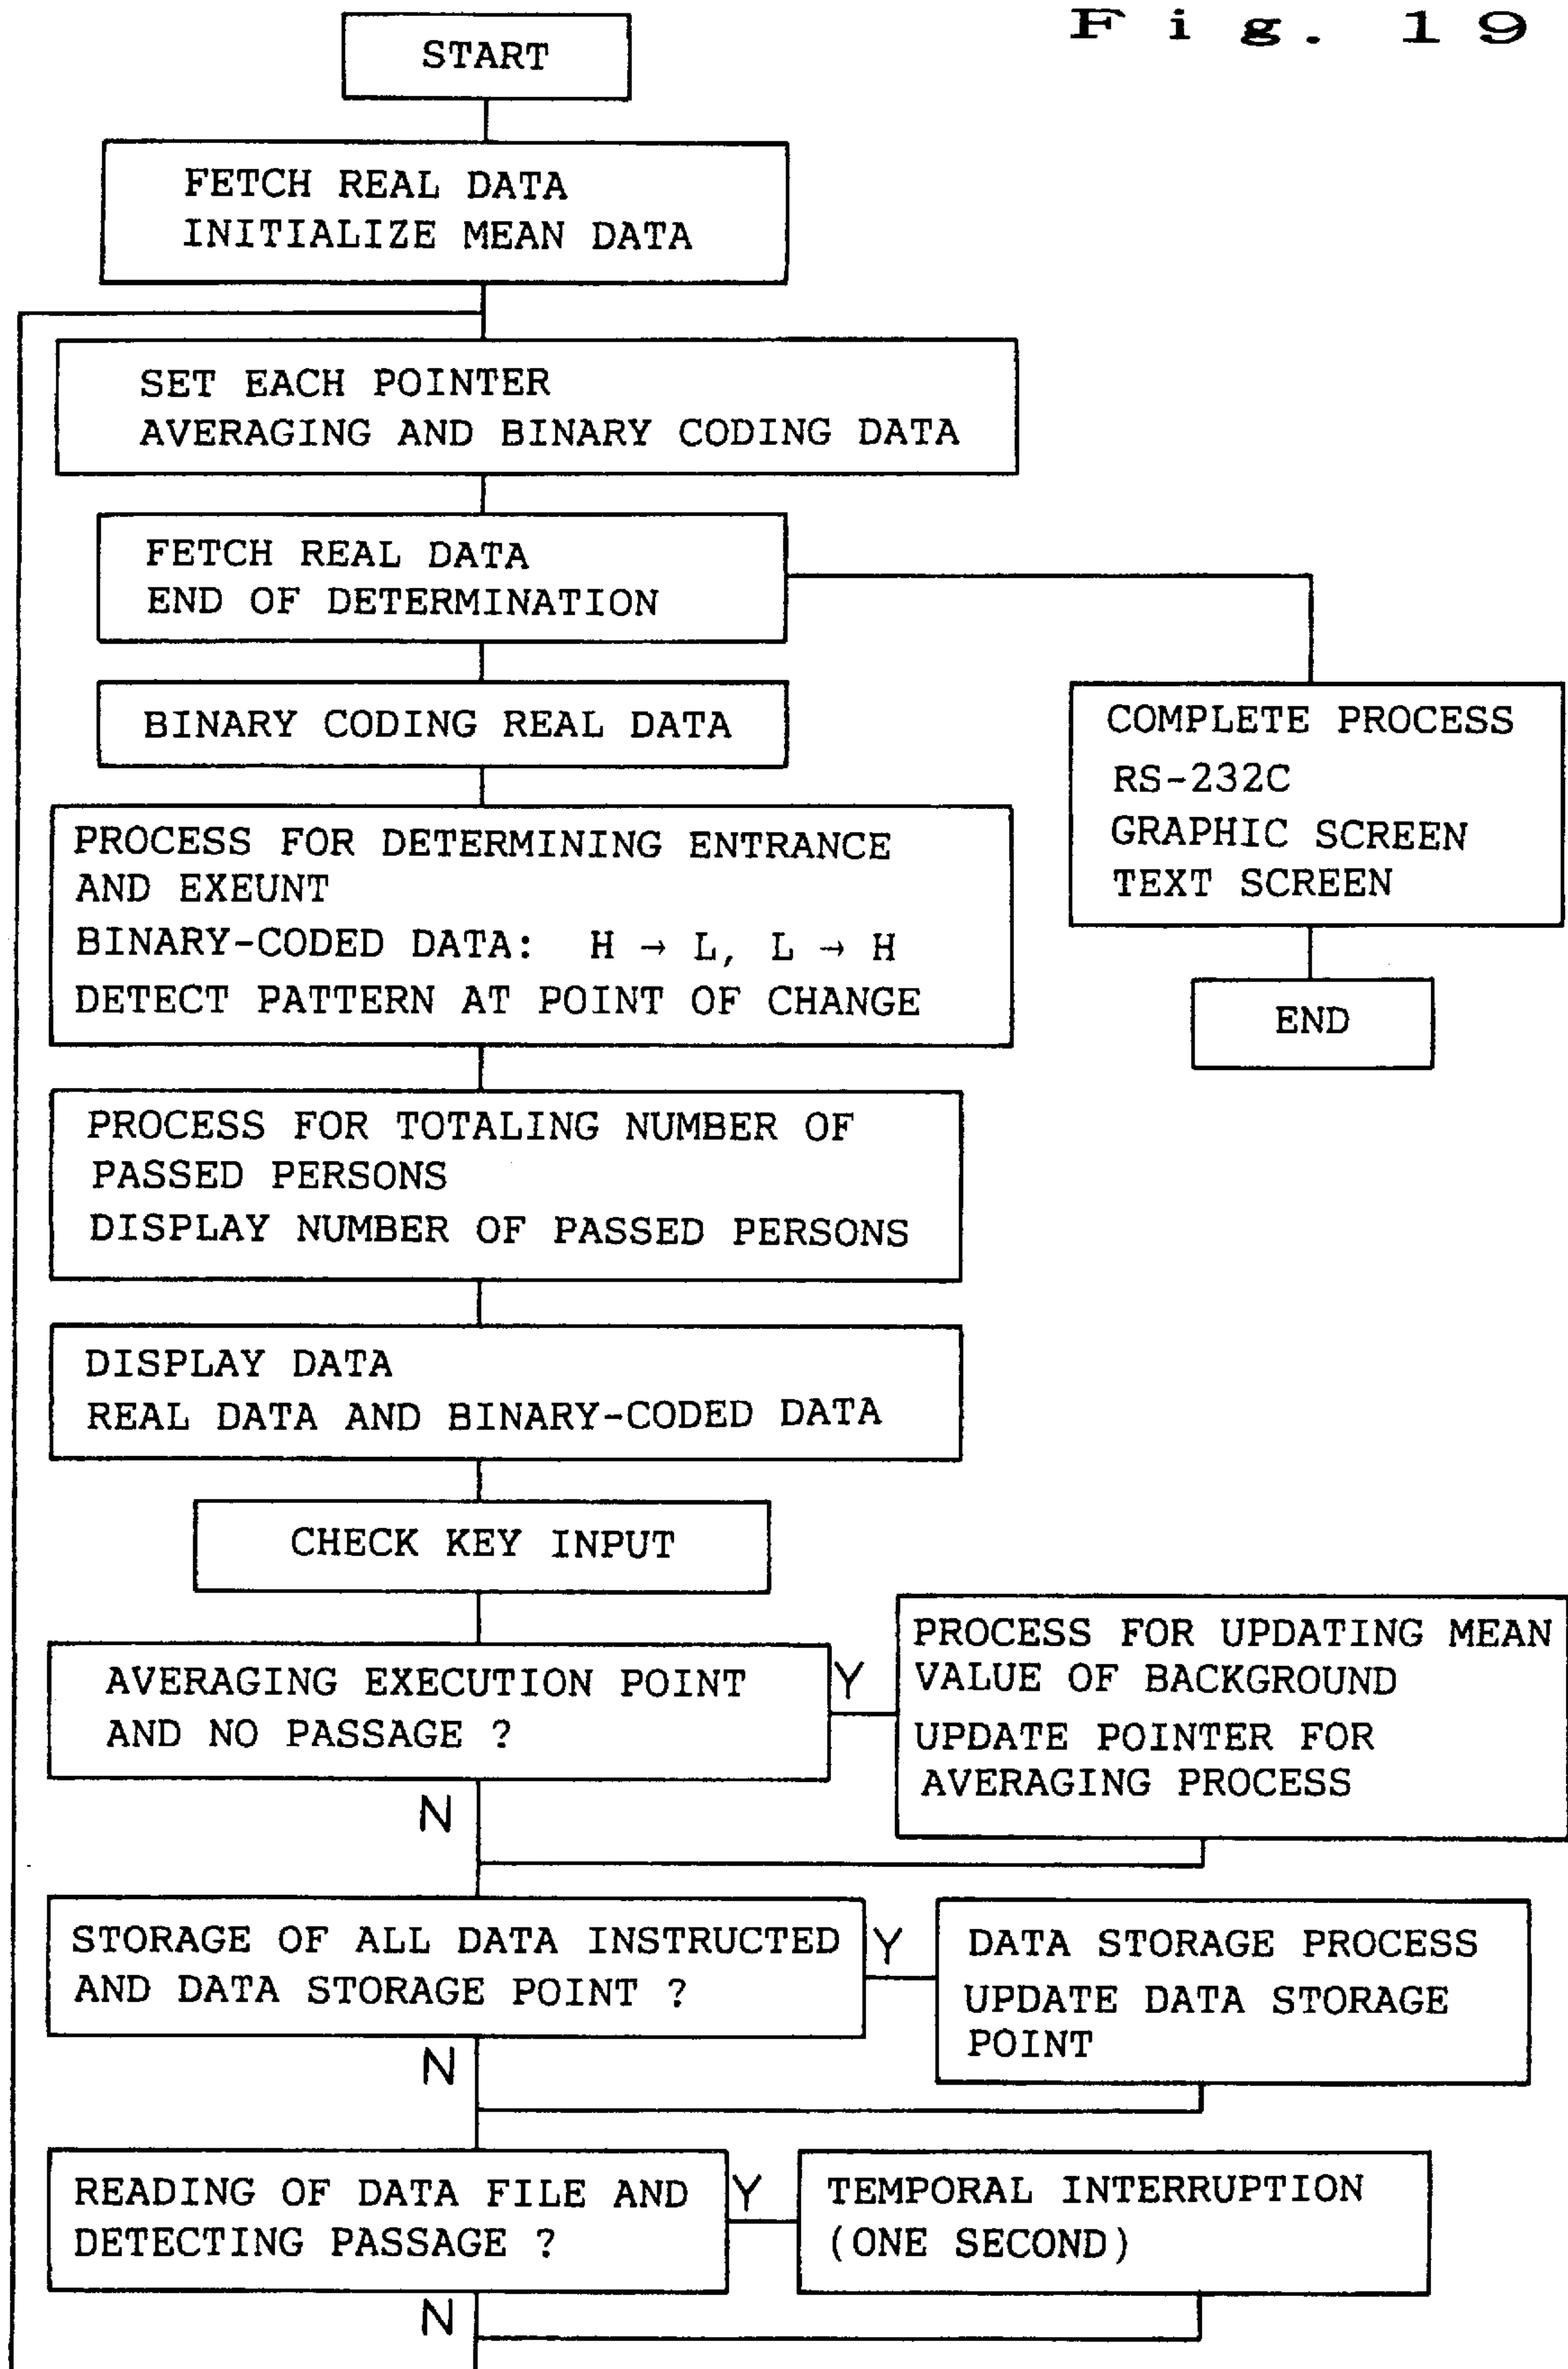 Fig. 19
START
FETCH REAL DATA
INITIALIZE MEAN DATA
SET EACH POINTER
AVERAGING AND BINARY CODING DATA
FETCH REAL DATA
END OF DETERMINATION
BINARY CODING REAL DATA
COMPLETE PROCESS
RS-232C
GRAPHIC SCREEN
TEXT SCREEN
END
PROCESS FOR DETERMINING ENTRANCE
AND EXEUNT
BINARY-CODED DATA: H → L, L → H
DETECT PATTERN AT POINT OF CHANGE
PROCESS FOR TOTALING NUMBER OF
PASSED PERSONS
DISPLAY NUMBER OF PASSED PERSONS
DISPLAY DATA
REAL DATA AND BINARY-CODED DATA
CHECK KEY INPUT
AVERAGING EXECUTION POINT
AND NO PASSAGE ?
Y
PROCESS FOR UPDATING MEAN
VALUE OF BACKGROUND
UPDATE POINTER FOR
AVERAGING PROCESS
N
STORAGE OF ALL DATA INSTRUCTED
AND DATA STORAGE POINT ?
Y
DATA STORAGE PROCESS
UPDATE DATA STORAGE
POINT
N
READING OF DATA FILE AND
DETECTING PASSAGE ?
Y
TEMPORAL INTERRUPTION
(ONE SECOND)
N